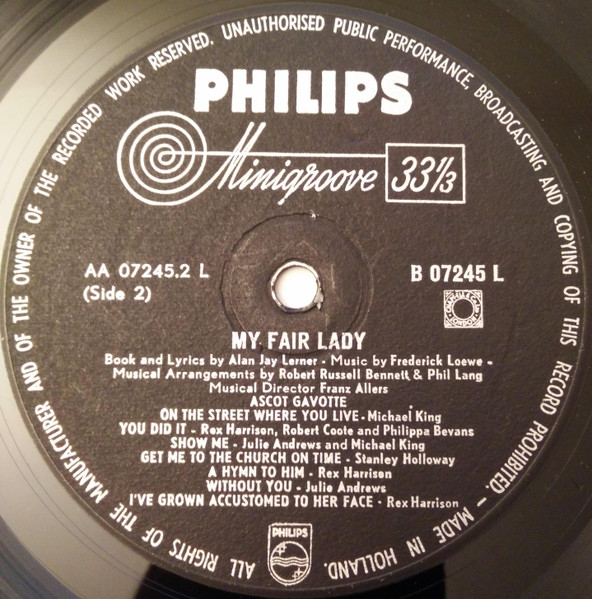 ALL RIGHTS OF THE MANUFACTURER AND OF THE OWNER OF THE RECORDED WORK RESERVED. UNAUTHORISED PUBLIC PERFORMANCE, BROADCASTING AND COPYING OF THIS RECORD PROHIBITED. – MADE IN HOLLAND.
PHILIPS
Minigroove 33⅓
AA 07245.2 L
(Side 2)
B 07245 L
MY FAIR LADY
Book and Lyrics by Alan Jay Lerner - Music by Frederick Loewe -
Musical Arrangements by Robert Russell Bennett & Phil Lang
Musical Director Franz Allers
ASCOT GAVOTTE
ON THE STREET WHERE YOU LIVE - Michael King
YOU DID IT - Rex Harrison, Robert Coote and Philippa Bevans
SHOW ME - Julie Andrews and Michael King
GET ME TO THE CHURCH ON TIME - Stanley Holloway
A HYMN TO HIM - Rex Harrison
WITHOUT YOU - Julie Andrews
I'VE GROWN ACCUSTOMED TO HER FACE - Rex Harrison
PHILIPS